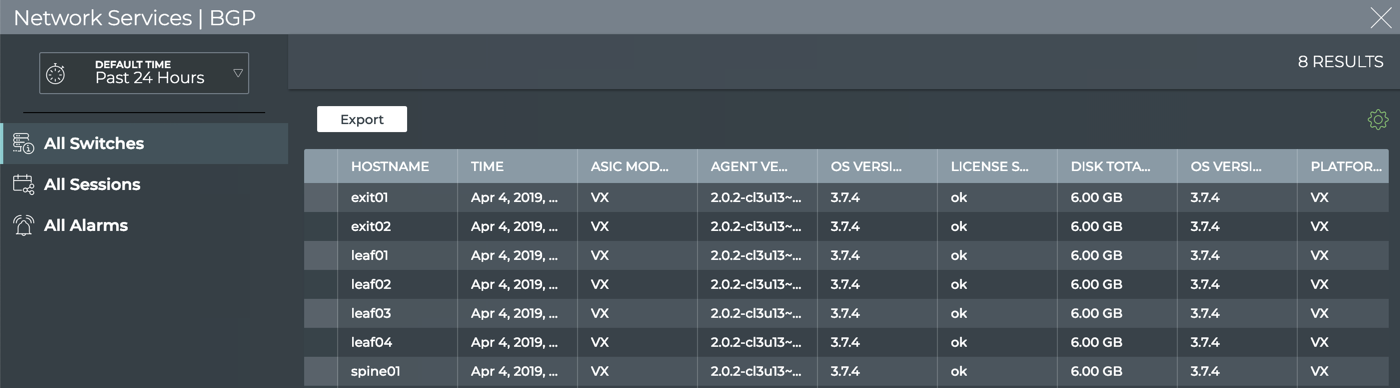 Network Services | BGP
DEFAULT TIME
Past 24 Hours
8 RESULTS
All Switches
All Sessions
All Alarms
Export
HOSTNAME TIME ASIC MOD... AGENT VE... OS VERSI... LICENSE S... DISK TOTA... OS VERSI... PLATFOR...
exit01 Apr 4, 2019, ... VX 2.0.2-cl3u13~... 3.7.4 ok 6.00 GB 3.7.4 VX
exit02 Apr 4, 2019, ... VX 2.0.2-cl3u13~... 3.7.4 ok 6.00 GB 3.7.4 VX
leaf01 Apr 4, 2019, ... VX 2.0.2-cl3u13~... 3.7.4 ok 6.00 GB 3.7.4 VX
leaf02 Apr 4, 2019, ... VX 2.0.2-cl3u13~... 3.7.4 ok 6.00 GB 3.7.4 VX
leaf03 Apr 4, 2019, ... VX 2.0.2-cl3u13~... 3.7.4 ok 6.00 GB 3.7.4 VX
leaf04 Apr 4, 2019, ... VX 2.0.2-cl3u13~... 3.7.4 ok 6.00 GB 3.7.4 VX
spine01 Apr 4, 2019, ... VX 2.0.2-cl3u13~... 3.7.4 ok 6.00 GB 3.7.4 VX